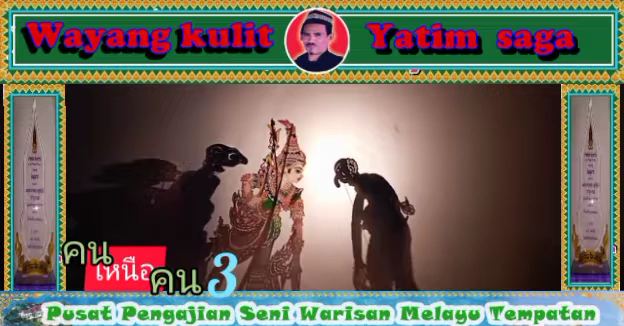 Wayang kulit Yatim saga
คน
เหนือ
คน 3
Pusat Pengajian Seni Warisan Melayu Tempatan